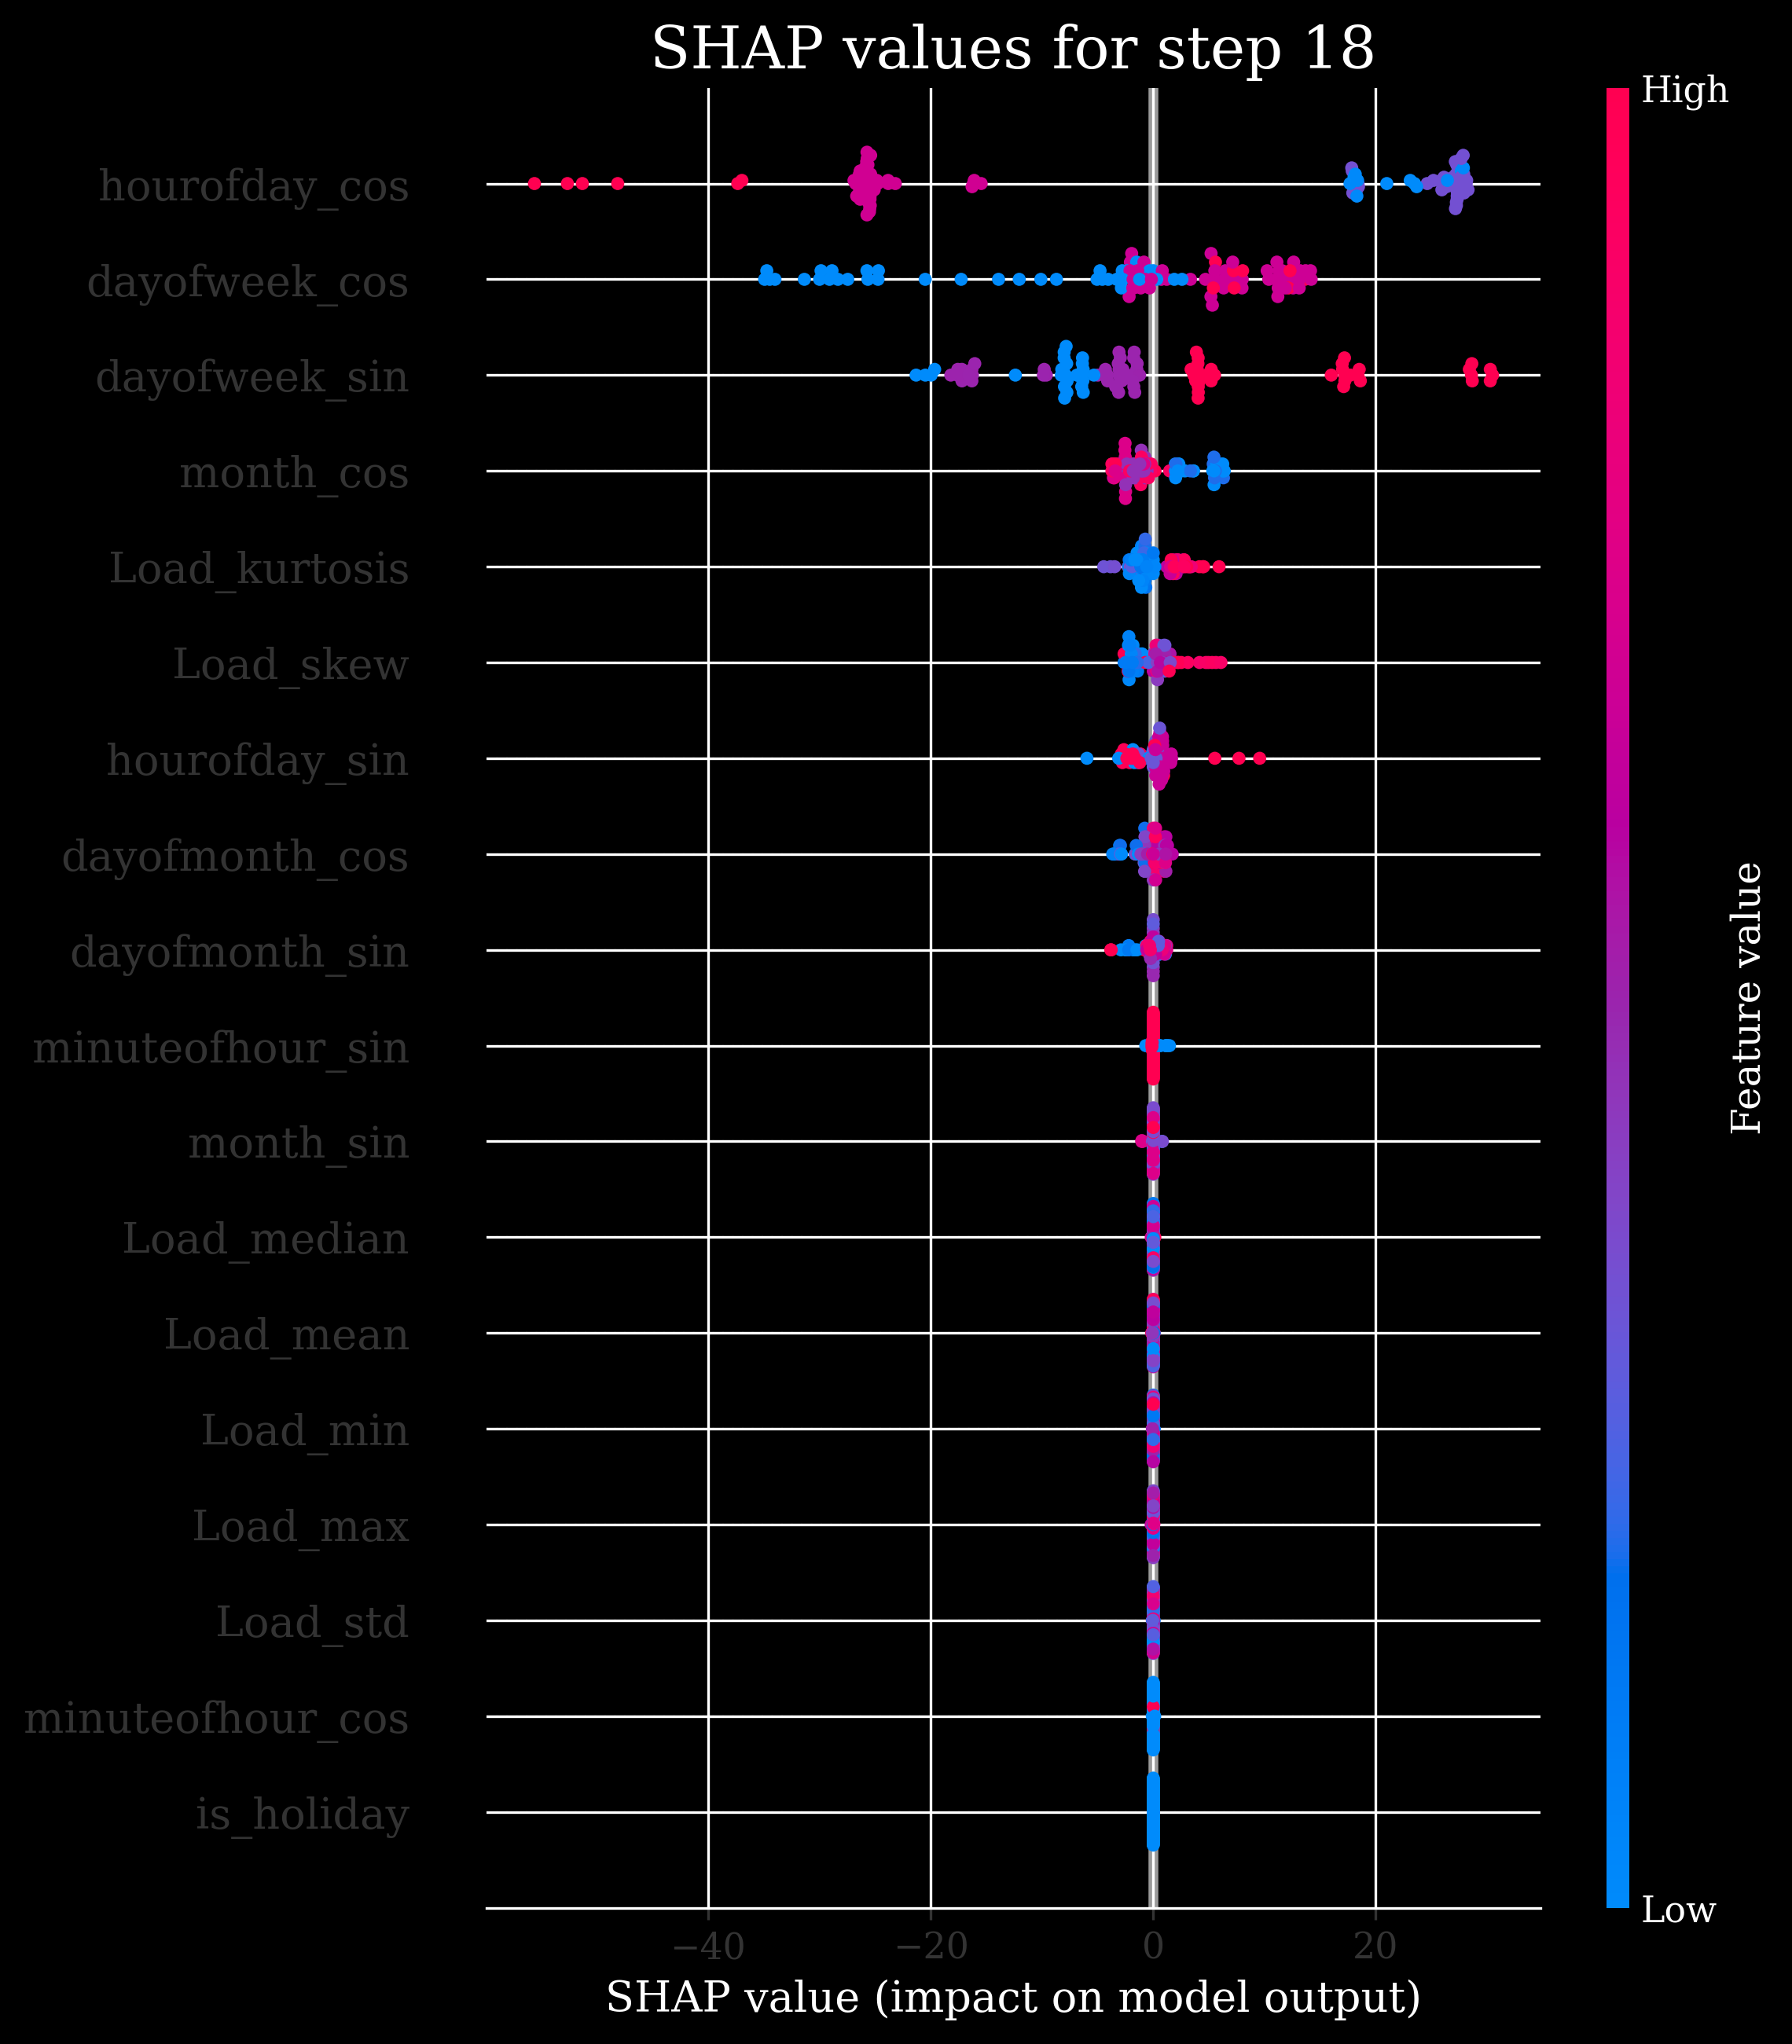 SHAP values for step 18
High
hourofday_cos
dayofweek_cos
dayofweek_sin
month_cos
Load_kurtosis
Load_skew
hourofday_sin
dayofmonth_cos
dayofmonth_sin
minuteofhour_sin
month_sin
Load_median
Load_mean
Load_min
Load_max
Load_std
minuteofhour_cos
is_holiday
Feature value
Low
−40 −20 0 20
SHAP value (impact on model output)